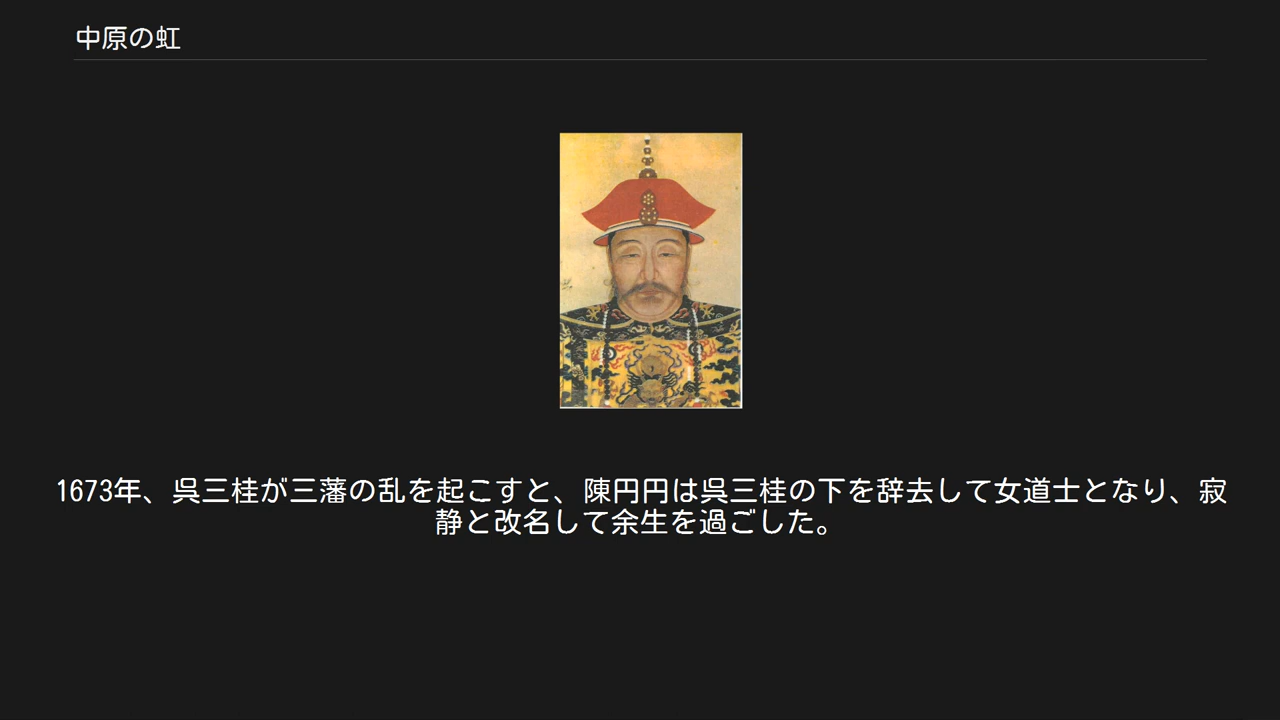 中原の虹
1673年、呉三桂が三藩の乱を起こすと、陳円円は呉三桂の下を辞去して女道士となり、寂
静と改名して余生を過ごした。